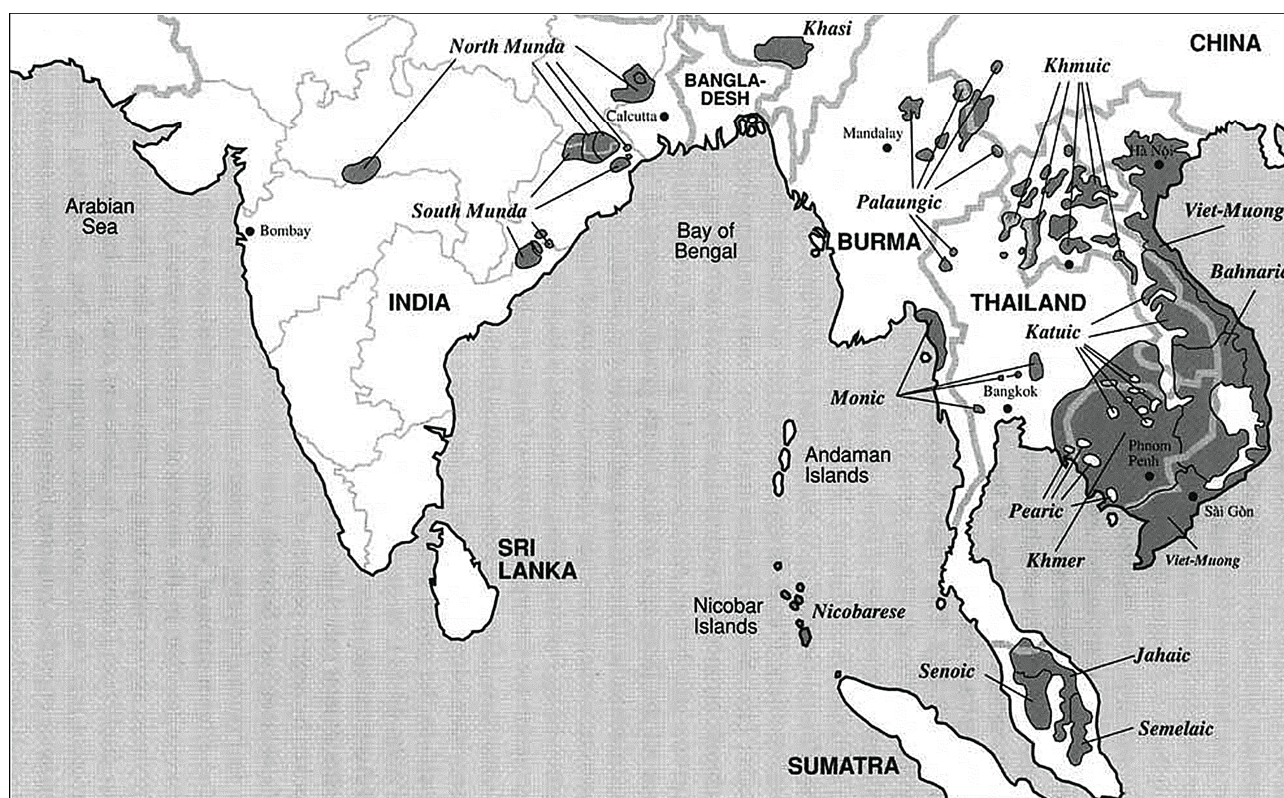 North Munda
Khasi
CHINA
BANGLA-
DESH
Khmuic
Calcutta
Mandalay
Hà Nội
Arabian
Sea
South Munda
Palaungic
Viet-Muong
Bombay
Bay of
Bengal
BURMA
Bahnaric
INDIA
THAILAND
Katuic
Monic
Bangkok
Andaman
Islands
Phnom
Penh
Pearic
Sài Gòn
SRI
LANKA
Khmer
Viet-Muong
Nicobar
Islands
Nicobarese
Senoic
Jahaic
Semelaic
SUMATRA